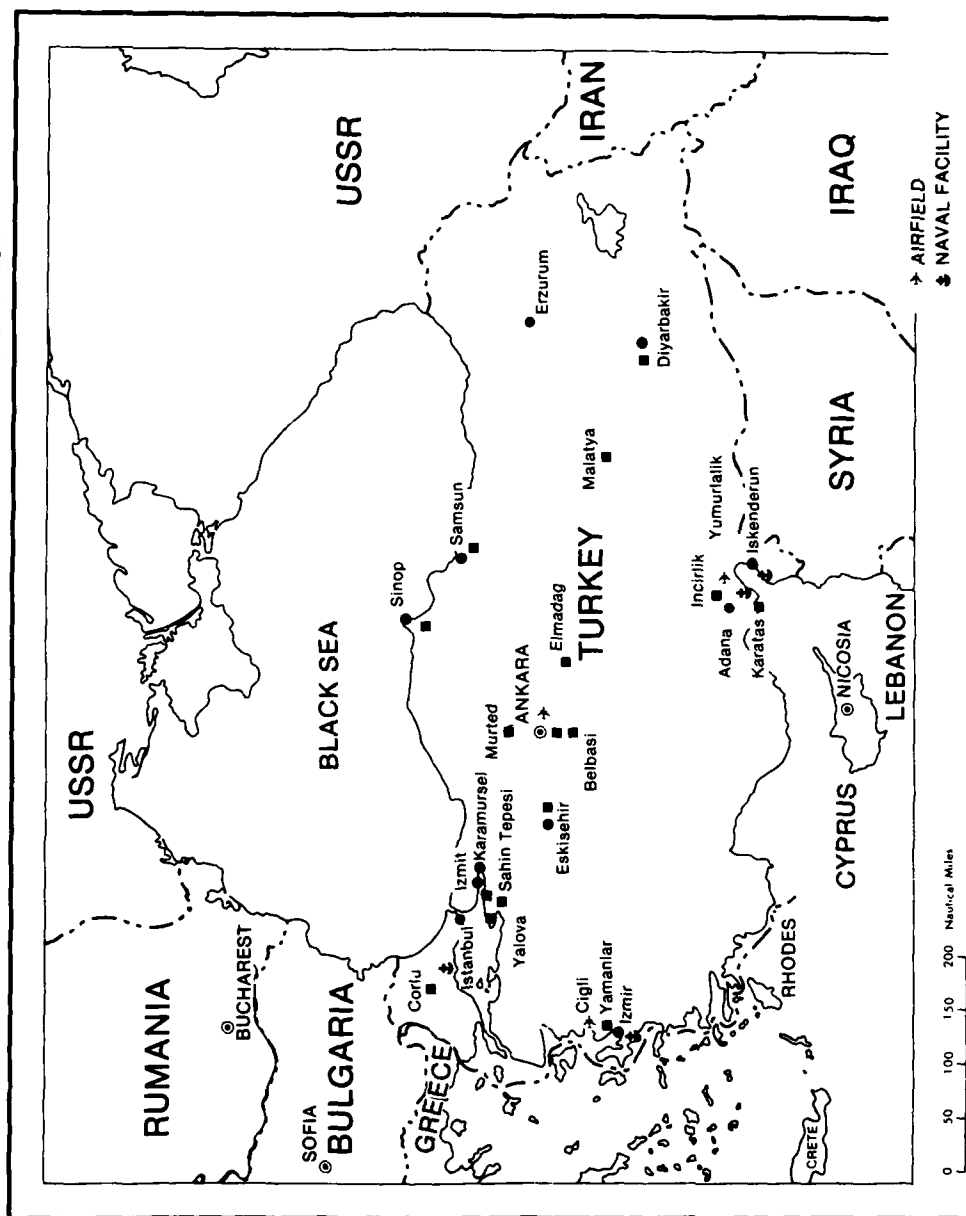 USSR
USSR
RUMANIA
BUCHAREST
BLACK SEA
SOFIA
BULGARIA
GREECE
Corlu
Istanbul
Izmit
Karamursel
Sahin Tepesi
Yalova
Sinop
Samsun
Erzurum
IRAN
Murted
ANKARA
Elmadag
Belbasi
Eskisehir
TURKEY
Malatya
Diyarbakir
Cigli
Yamanlar
Izmir
Incirlik
Yumurlalik
Adana
Karatas
Iskenderun
SYRIA
IRAQ
RHODES
CRETE
CYPRUS
NICOSIA
LEBANON
AIRFIELD
NAVAL FACILITY
0 50 100 150 200 Nautical Miles